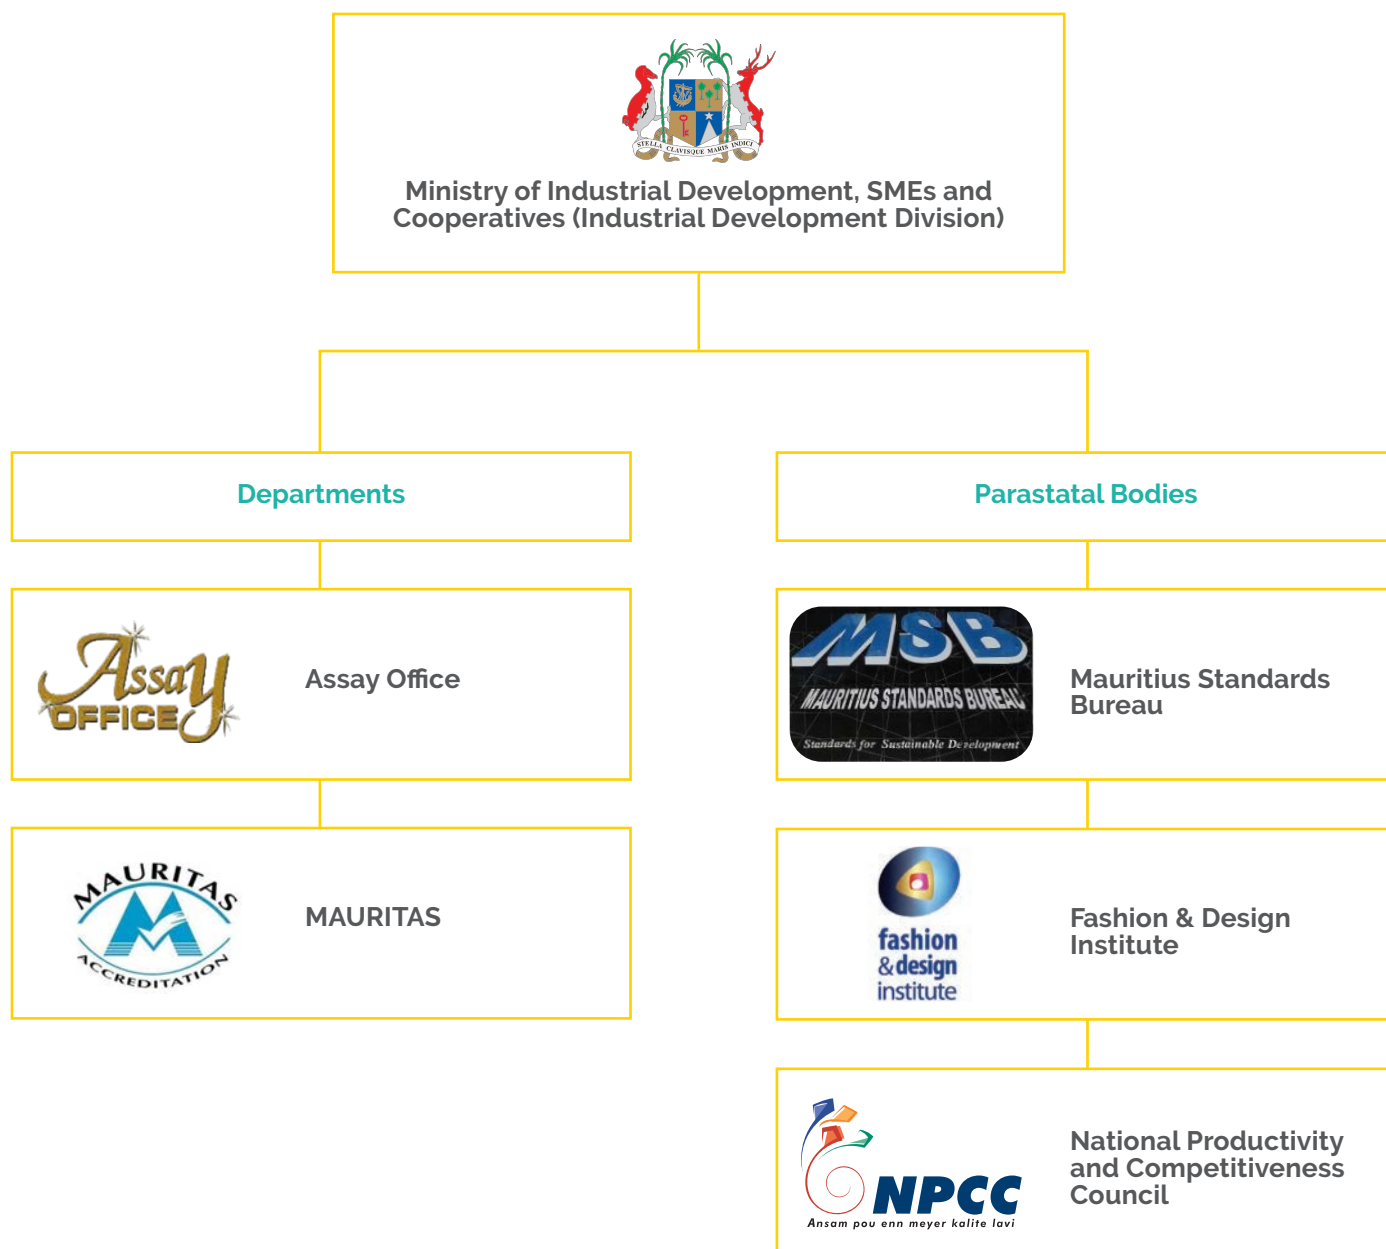 STELLA CLAVISQUE MARIS INDICI
Ministry of Industrial Development, SMEs and
Cooperatives (Industrial Development Division)
Departments
Parastatal Bodies
Assay
OFFICE
Assay Office
MSB
MAURITIUS STANDARDS BUREAU
Standards for Sustainable Development
Mauritius Standards
Bureau
MAURITAS
ACCREDITATION
MAURITAS
fashion
& design
institute
Fashion & Design
Institute
NPCC
Ansam pou enn meyer kalite lavi
National Productivity
and Competitiveness
Council